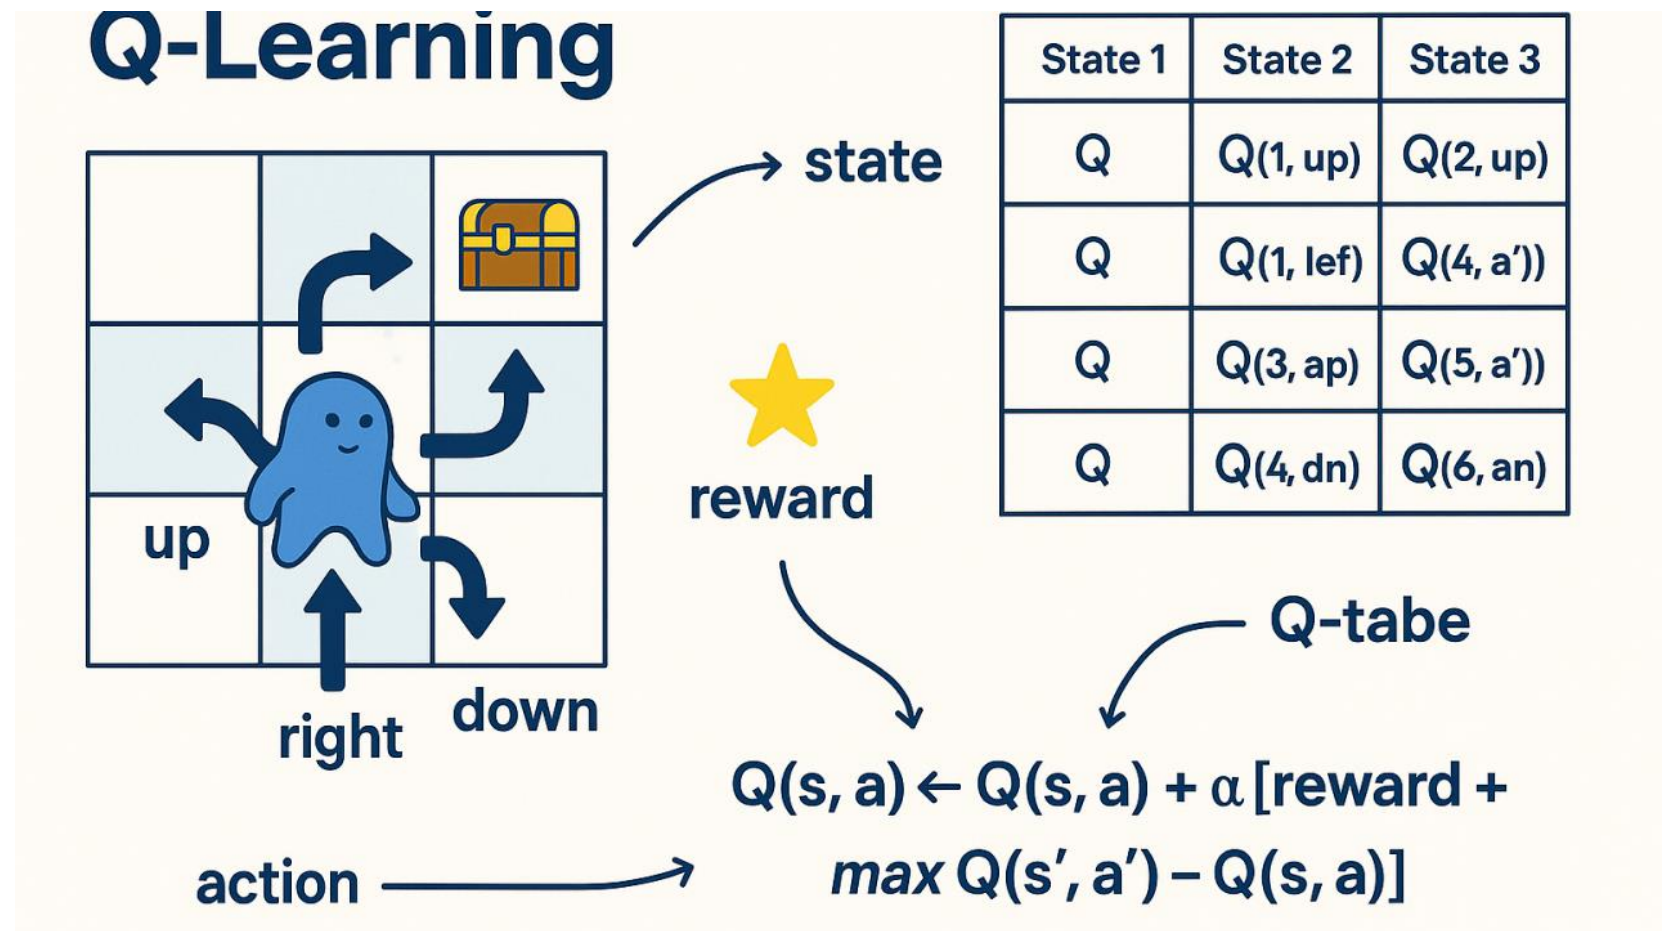 Q-Learning
State 1 State 2 State 3
Q Q(1, up) Q(2, up)
Q Q(1, lef) Q(4, a′))
Q Q(3, ap) Q(5, a′))
Q Q(4, dn) Q(6, an)
state
reward
up
right
down
Q-tabe
Q(s, a) ← Q(s, a) + α [reward +
max Q(s′, a′) – Q(s, a)]
action